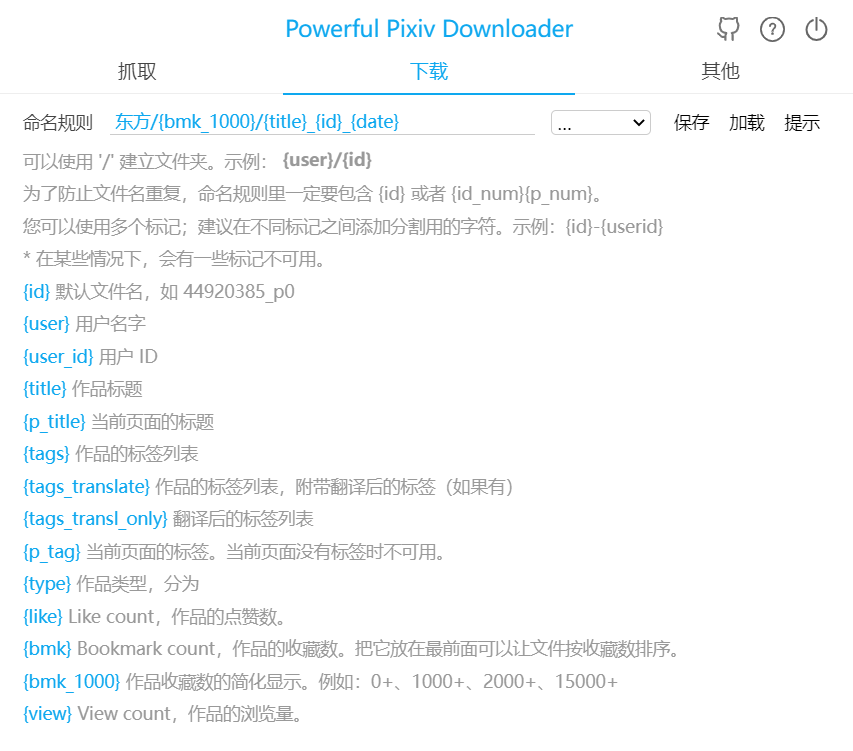 Powerful Pixiv Downloader
抓取 下载 其他
命名规则 东方/{bmk_1000}/{title}_{id}_{date} ... 保存 加载 提示
可以使用 '/' 建立文件夹。示例： {user}/{id}
为了防止文件名重复，命名规则里一定要包含 {id} 或者 {id_num}{p_num}。
您可以使用多个标记；建议在不同标记之间添加分割用的字符。示例：{id}-{userid}
* 在某些情况下，会有一些标记不可用。
{id} 默认文件名，如 44920385_p0
{user} 用户名字
{user_id} 用户 ID
{title} 作品标题
{p_title} 当前页面的标题
{tags} 作品的标签列表
{tags_translate} 作品的标签列表，附带翻译后的标签（如果有）
{tags_transl_only} 翻译后的标签列表
{p_tag} 当前页面的标签。当前页面没有标签时不可用。
{type} 作品类型，分为
{like} Like count，作品的点赞数。
{bmk} Bookmark count，作品的收藏数。把它放在最前面可以让文件按收藏数排序。
{bmk_1000} 作品收藏数的简化显示。例如：0+、1000+、2000+、15000+
{view} View count，作品的浏览量。